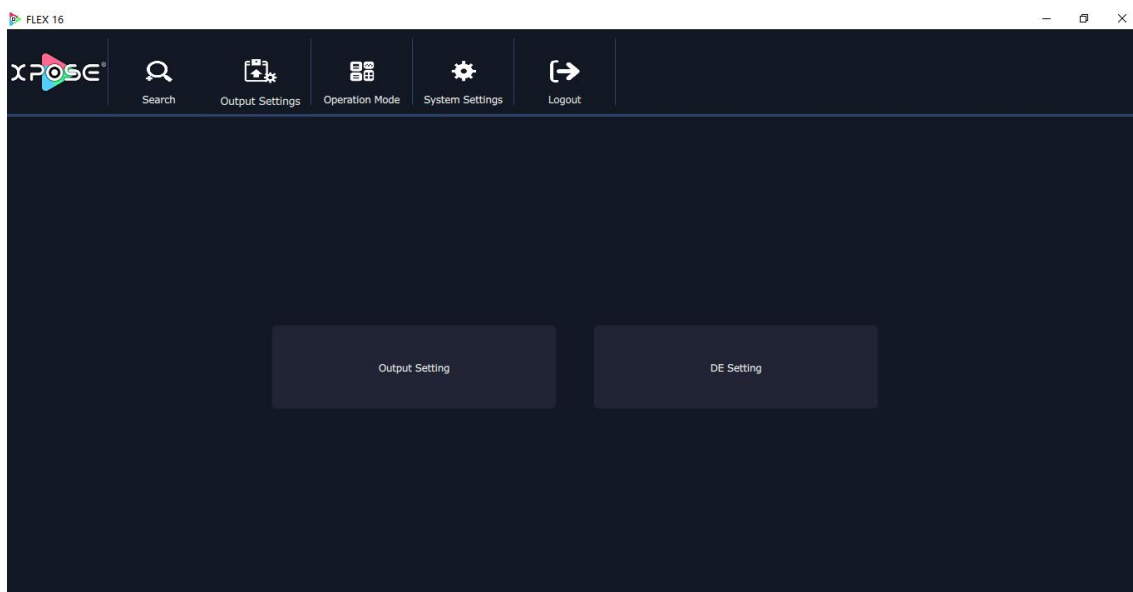 FLEX 16
XPOSE®
Search
Output Settings
Operation Mode
System Settings
Logout
Output Setting
DE Setting